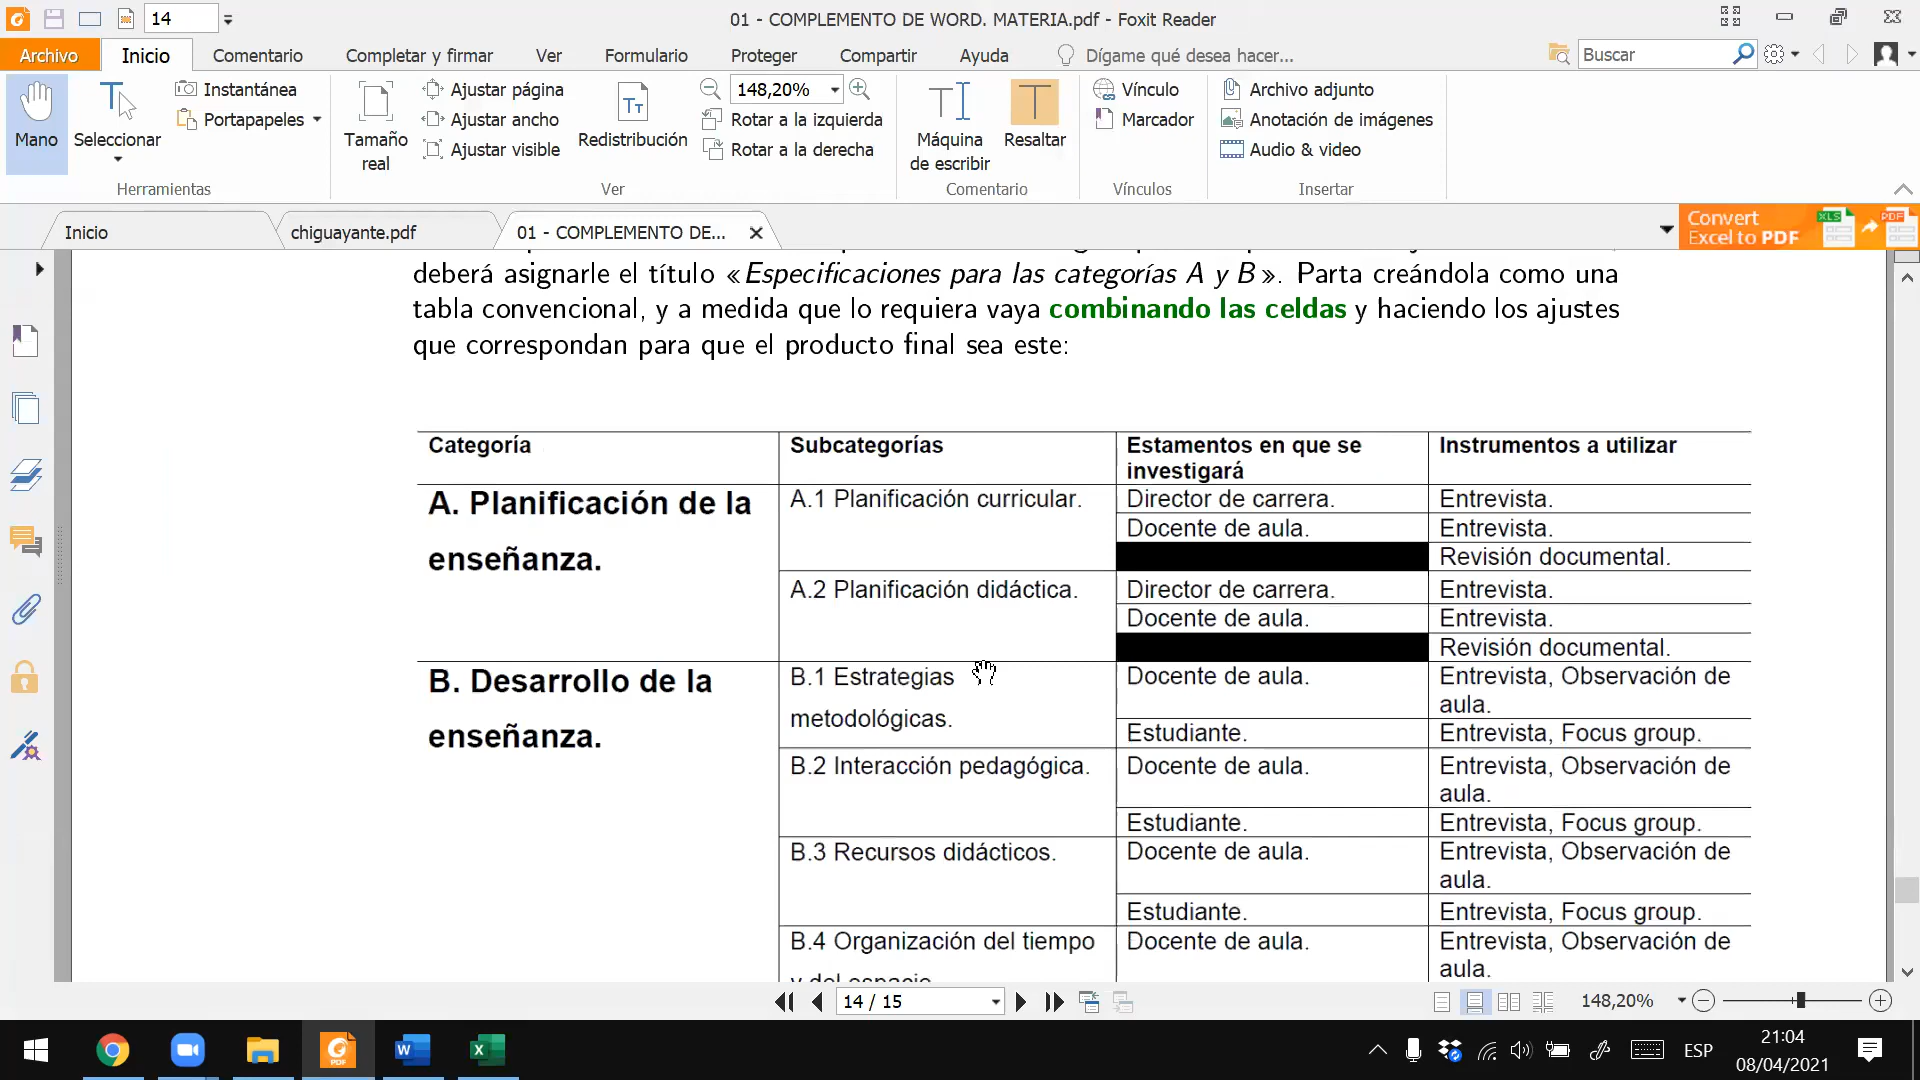 14
01 - COMPLEMENTO DE WORD. MATERIA.pdf - Foxit Reader
Archivo Inicio Comentario Completar y firmar Ver Formulario Proteger Compartir Ayuda Dígame qué desea hacer... Buscar
Mano
Seleccionar
Instantánea
Portapapeles
Herramientas
Tamaño
real
Ajustar página
Ajustar ancho
Ajustar visible
Redistribución
148,20%
Rotar a la izquierda
Rotar a la derecha
Ver
Máquina
de escribir
Resaltar
Comentario
Vínculo
Marcador
Vínculos
Archivo adjunto
Anotación de imágenes
Audio & video
Insertar
Inicio chiguayante.pdf 01 - COMPLEMENTO DE...
Convert
Excel to PDF
XLS PDF
deberá asignarle el título «Especificaciones para las categorías A y B». Parta creándola como una
tabla convencional, y a medida que lo requiera vaya combinando las celdas y haciendo los ajustes
que correspondan para que el producto final sea este:
Categoría Subcategorías Estamentos en que se investigará Instrumentos a utilizar
A. Planificación de la
enseñanza.
A.1 Planificación curricular.
Director de carrera. Entrevista.
Docente de aula. Entrevista.
Revisión documental.
A.2 Planificación didáctica.
Director de carrera. Entrevista.
Docente de aula. Entrevista.
Revisión documental.
B. Desarrollo de la
enseñanza.
B.1 Estrategias
metodológicas.
Docente de aula. Entrevista, Observación de
aula.
Estudiante. Entrevista, Focus group.
B.2 Interacción pedagógica.
Docente de aula. Entrevista, Observación de
aula.
Estudiante. Entrevista, Focus group.
B.3 Recursos didácticos.
Docente de aula. Entrevista, Observación de
aula.
Estudiante. Entrevista, Focus group.
B.4 Organización del tiempo
y del espacio
Docente de aula. Entrevista, Observación de
aula.
14 / 15
148,20%
ESP
21:04
08/04/2021